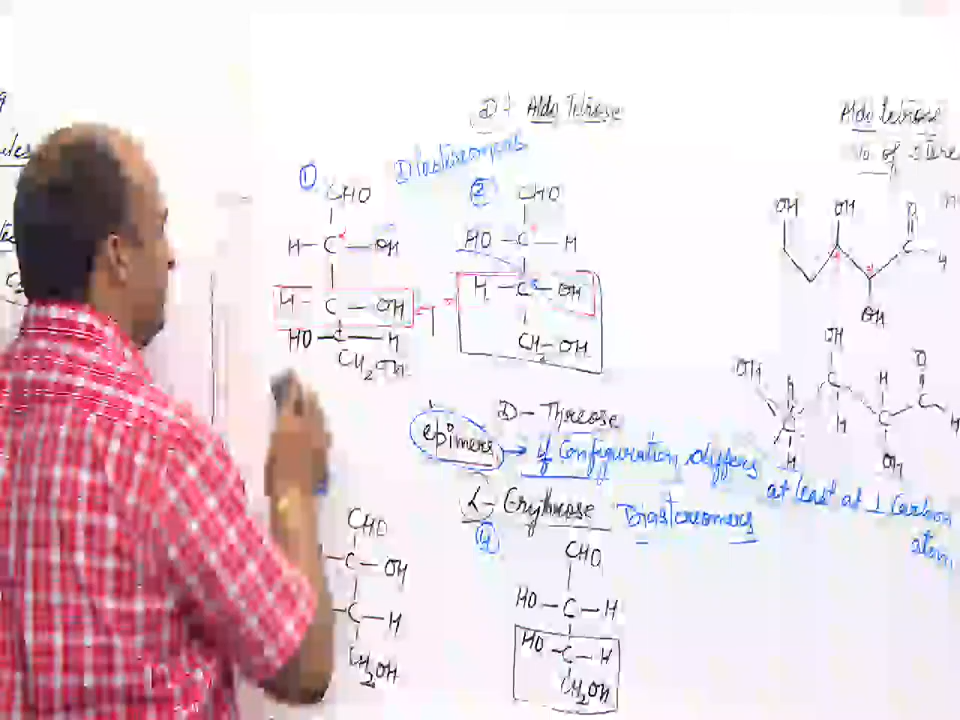 D + Aldo Tetrose
Aldo tetrose
No. of
① Diastereomers ②
CHO
H–C–OH
H–C–OH
HO–C–H
CH2OH
CHO
HO–C–H
H–C–OH
CH2–OH
OH OH O
C
H
OH
OH OH O
H H C
C H
H
H OH
D – Threose
epimers → if Configuration differs
at least at 1 Carbon
atom
L – Erythrose Diastereomers
④
CHO
–C–OH
–C–H
CH2OH
CHO
HO–C–H
HO–C–H
CH2OH